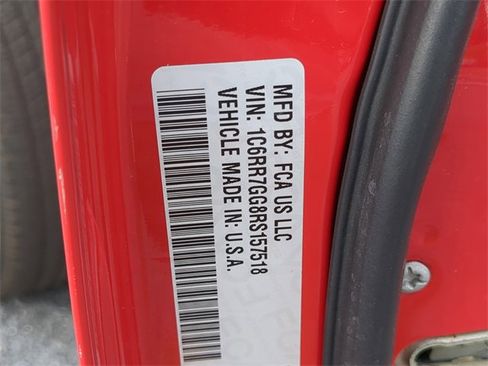 MFD BY: FCA US LLC
VIN: 1C6RR7GG8RS157518
VEHICLE MADE IN: U.S.A.